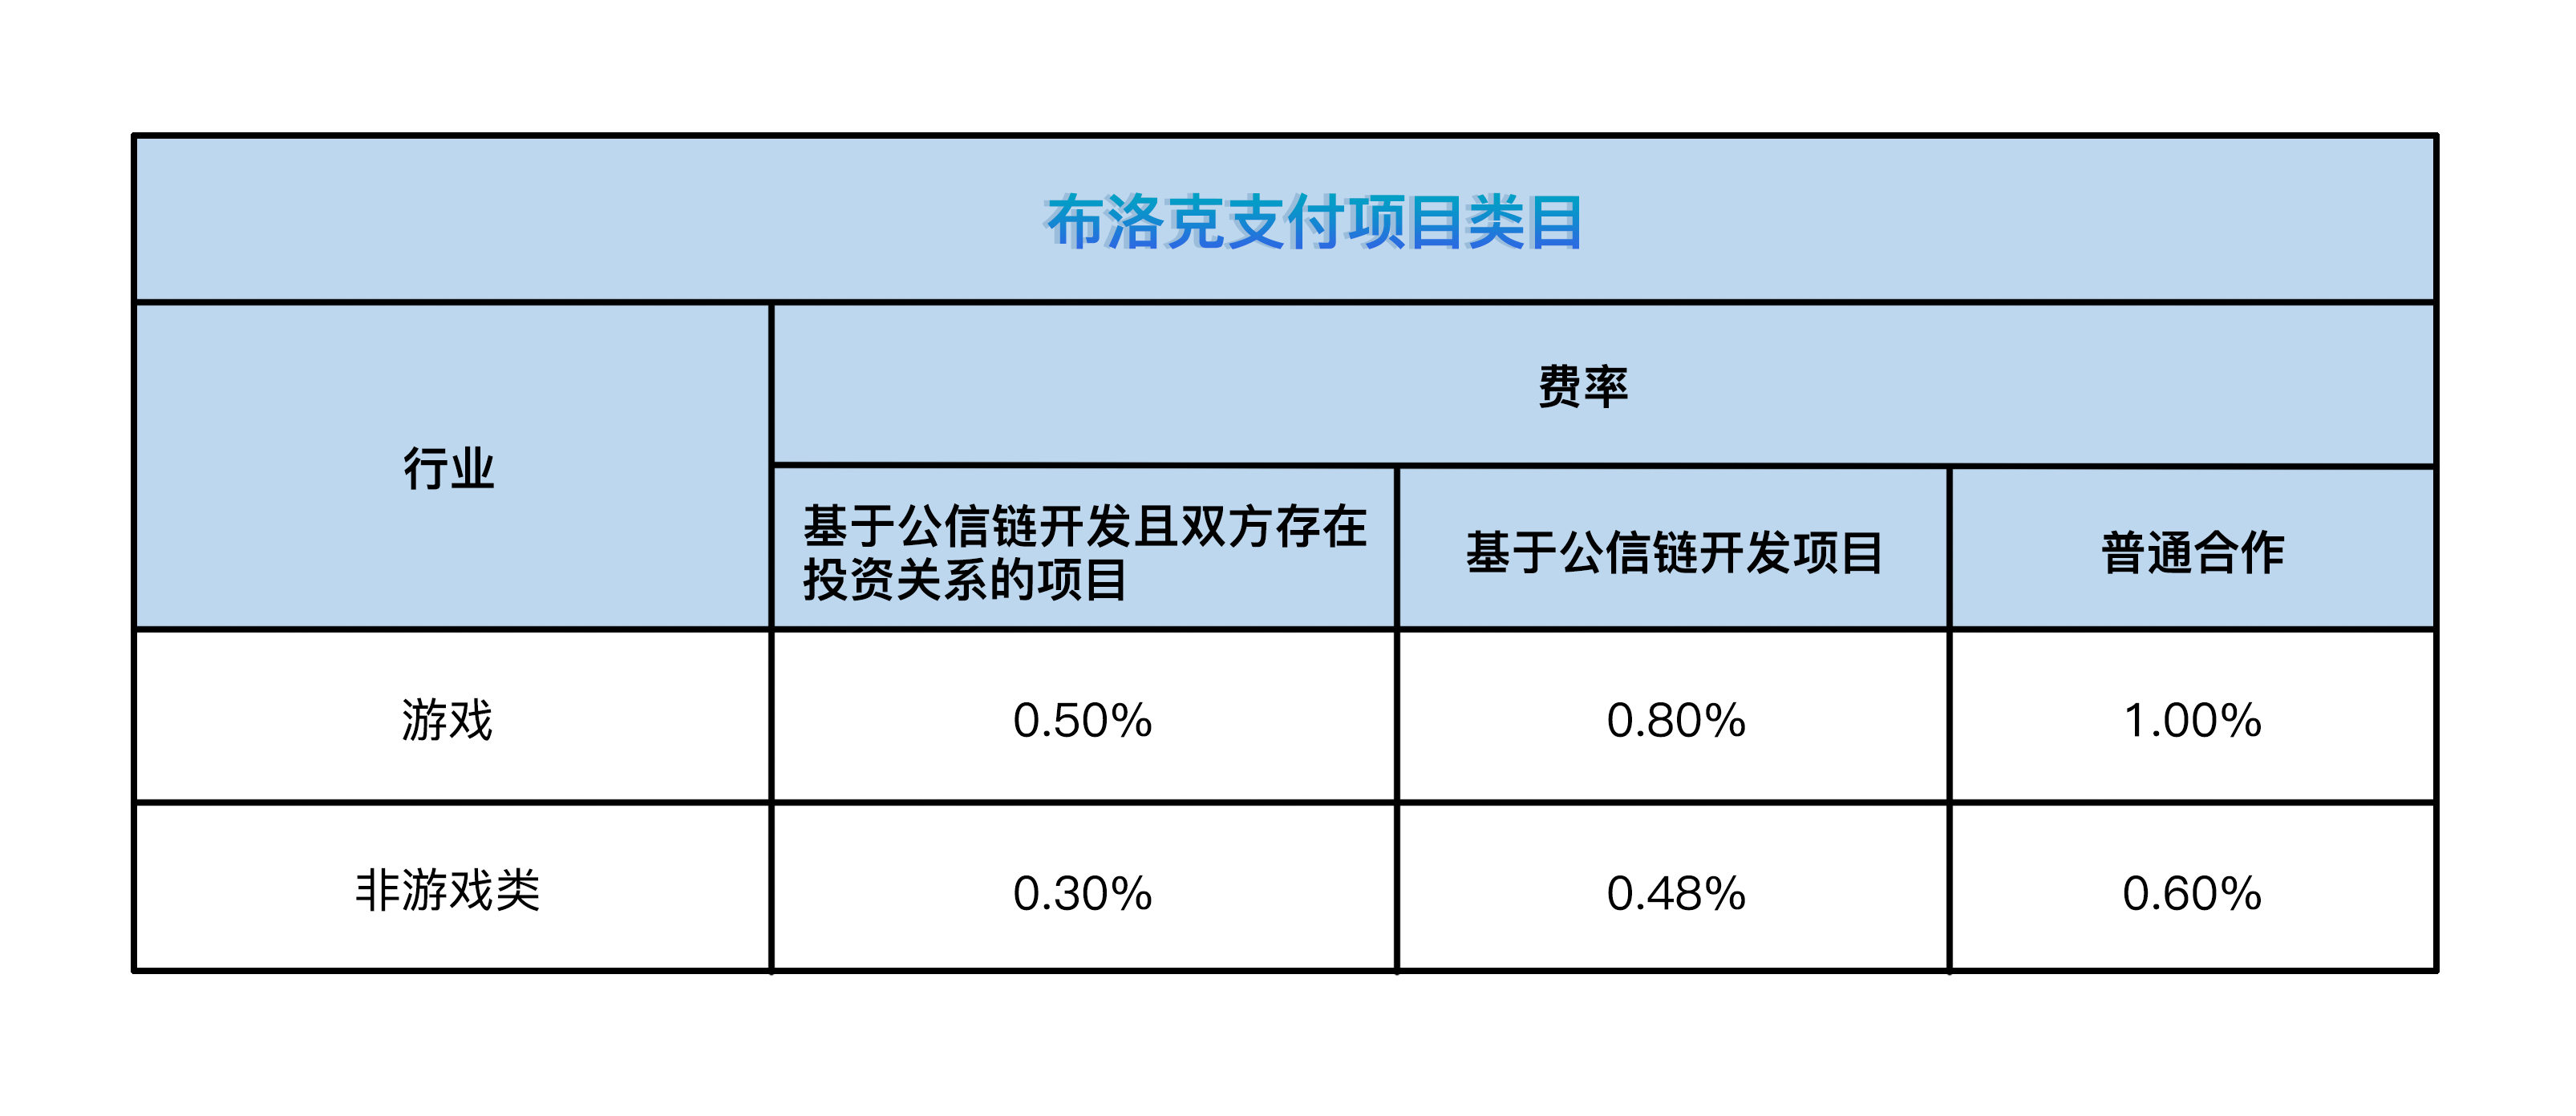 布洛克支付项目类目
行业
费率
基于公信链开发且双方存在
投资关系的项目
基于公信链开发项目
普通合作
游戏
0.50%
0.80%
1.00%
非游戏类
0.30%
0.48%
0.60%